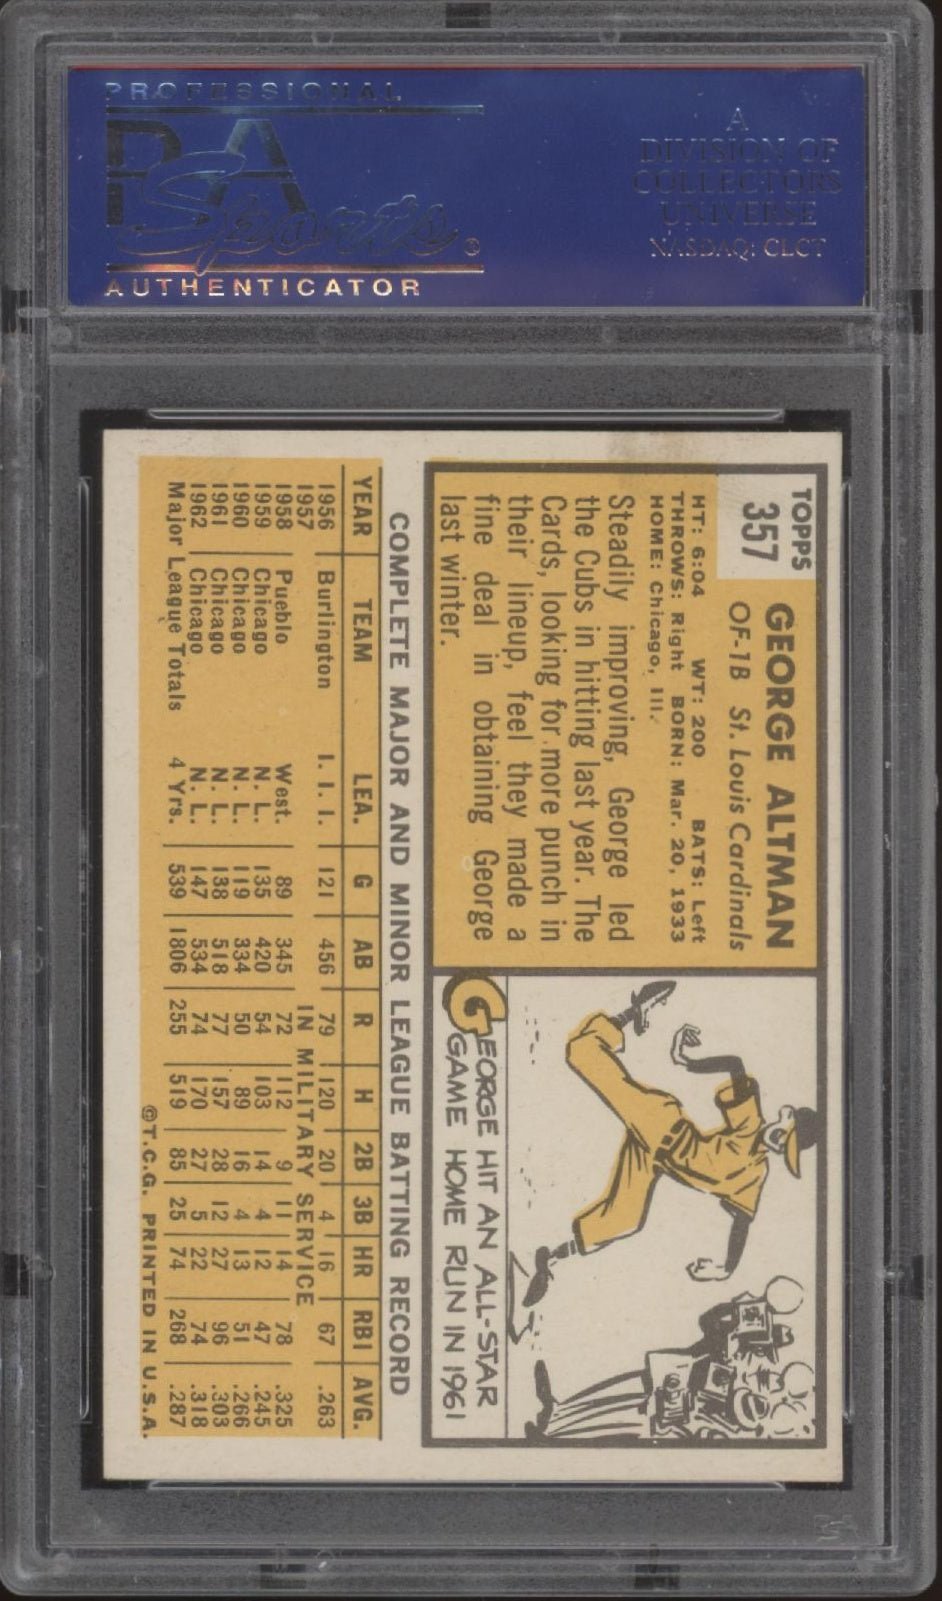 PROFESSIONAL
PSA
Sports®
AUTHENTICATOR
A
DIVISION OF
COLLECTORS
UNIVERSE
NASDAQ: CLCT
TOPPS
357
GEORGE ALTMAN
OF-1B St. Louis Cardinals
HT: 6:04 WT: 200 BATS: Left
THROWS: Right BORN: Mar. 20, 1933
HOME: Chicago, Ill.
Steadily improving, George led
the Cubs in hitting last year. The
Cards, looking for more punch in
their lineup, feel they made a
fine deal in obtaining George
last winter.
GEORGE HIT AN ALL-STAR
GAME HOME RUN IN 1961
COMPLETE MAJOR AND MINOR LEAGUE BATTING RECORD
YEAR TEAM LEA. G AB R H 2B 3B HR RBI AVG.
1956 Burlington I. I. I. 121 456 79 120 20 4 16 67 .263
1957 IN MILITARY SERVICE
1958 Pueblo West. 89 345 72 112 9 11 14 78 .325
1959 Chicago N. L. 135 420 54 103 14 4 12 47 .245
1960 Chicago N. L. 119 334 50 89 16 4 13 51 .266
1961 Chicago N. L. 138 518 77 157 28 12 27 96 .303
1962 Chicago N. L. 147 534 74 170 27 5 22 74 .318
Major League Totals 4 Yrs. 539 1806 255 519 85 25 74 268 .287
©T.C.G. PRINTED IN U.S.A.